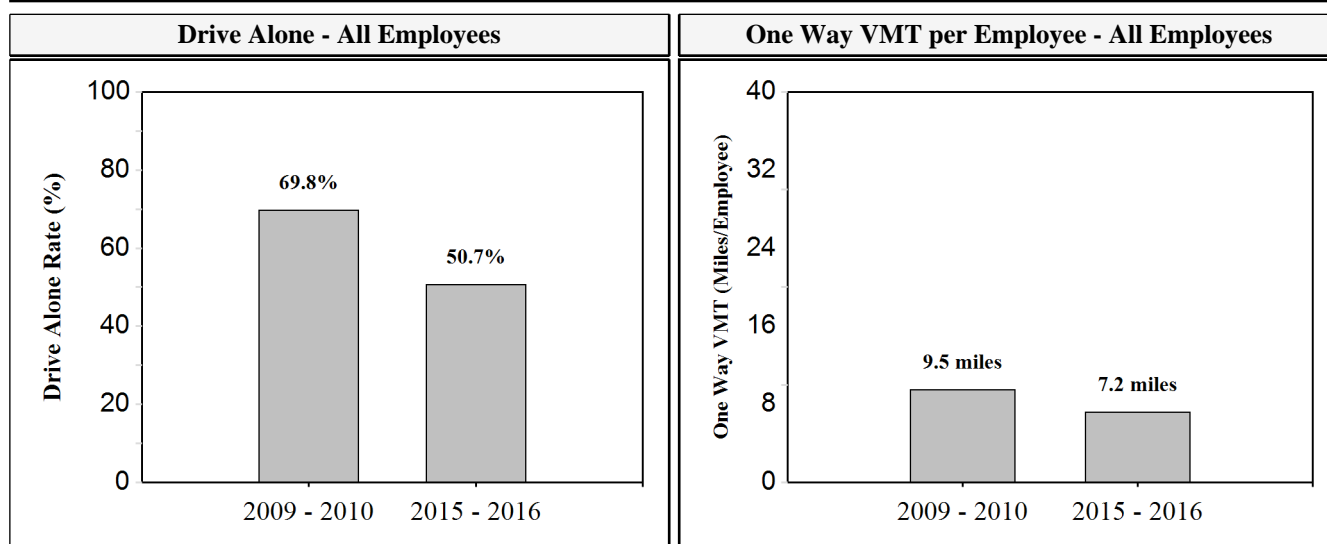 Drive Alone - All Employees
Drive Alone Rate (%)
100
80
60
40
20
0
69.8%
50.7%
2009 - 2010
2015 - 2016
One Way VMT per Employee - All Employees
One Way VMT (Miles/Employee)
40
32
24
16
8
0
9.5 miles
7.2 miles
2009 - 2010
2015 - 2016